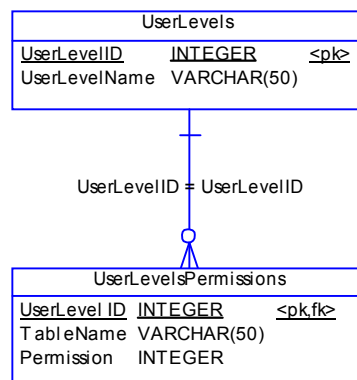 UserLevels
UserLevelID INTEGER <pk>
UserLevelName VARCHAR(50)
UserLevelID = UserLevelID
UserLevelsPermissions
UserLevel ID INTEGER <pk,fk>
TableName VARCHAR(50)
Permission INTEGER